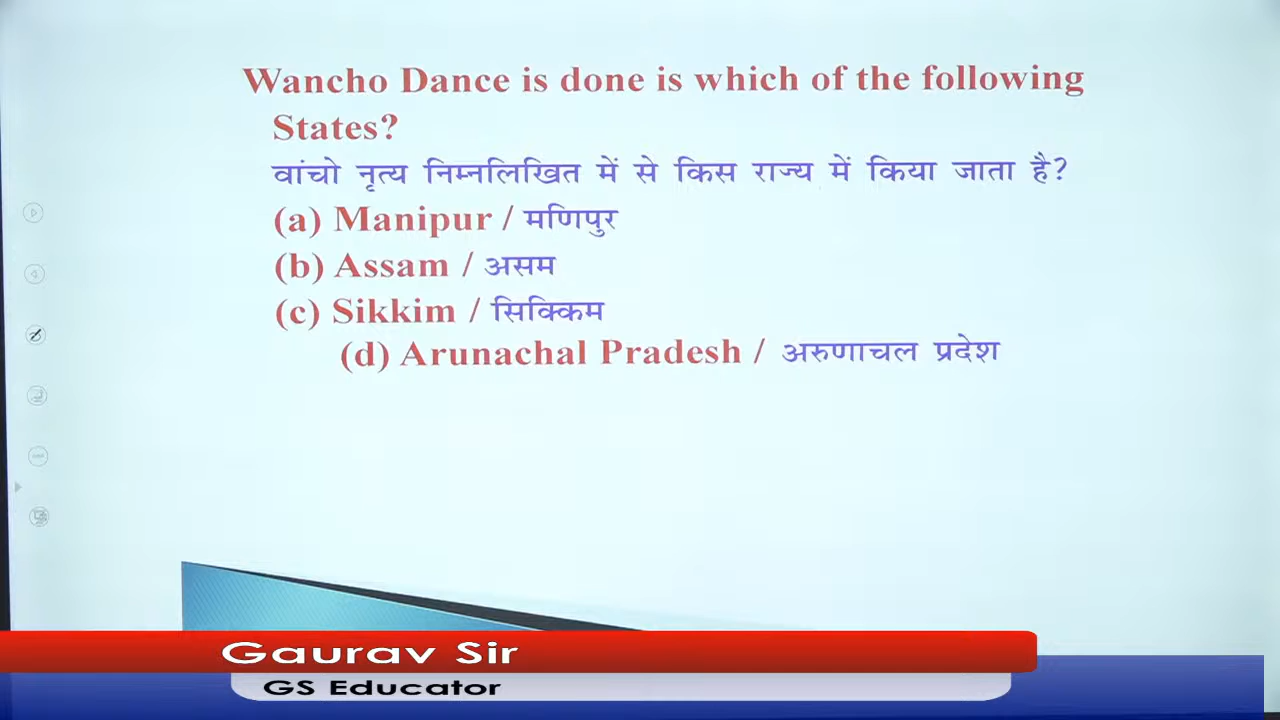 Wancho Dance is done is which of the following
States?
वांचो नृत्य निम्नलिखित में से किस राज्य में किया जाता है?
(a) Manipur / मणिपुर
(b) Assam / असम
(c) Sikkim / सिक्किम
(d) Arunachal Pradesh / अरुणाचल प्रदेश
Gaurav Sir
GS Educator